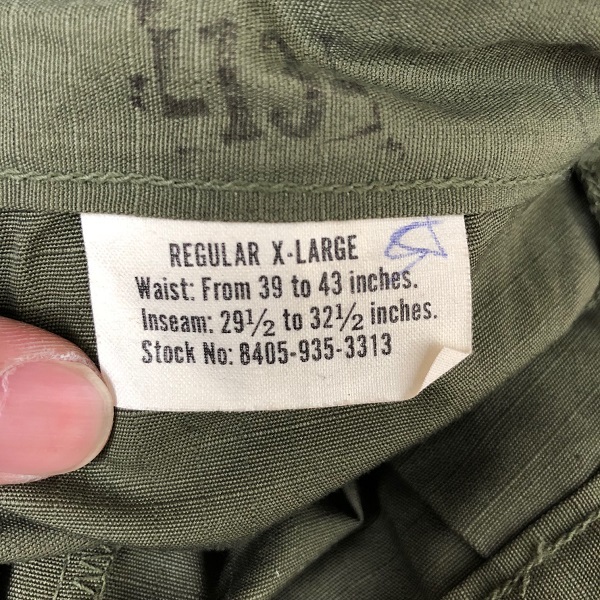 REGULAR X-LARGE
Waist: From 39 to 43 inches.
Inseam: 29½ to 32½ inches.
Stock No: 8405-935-3313